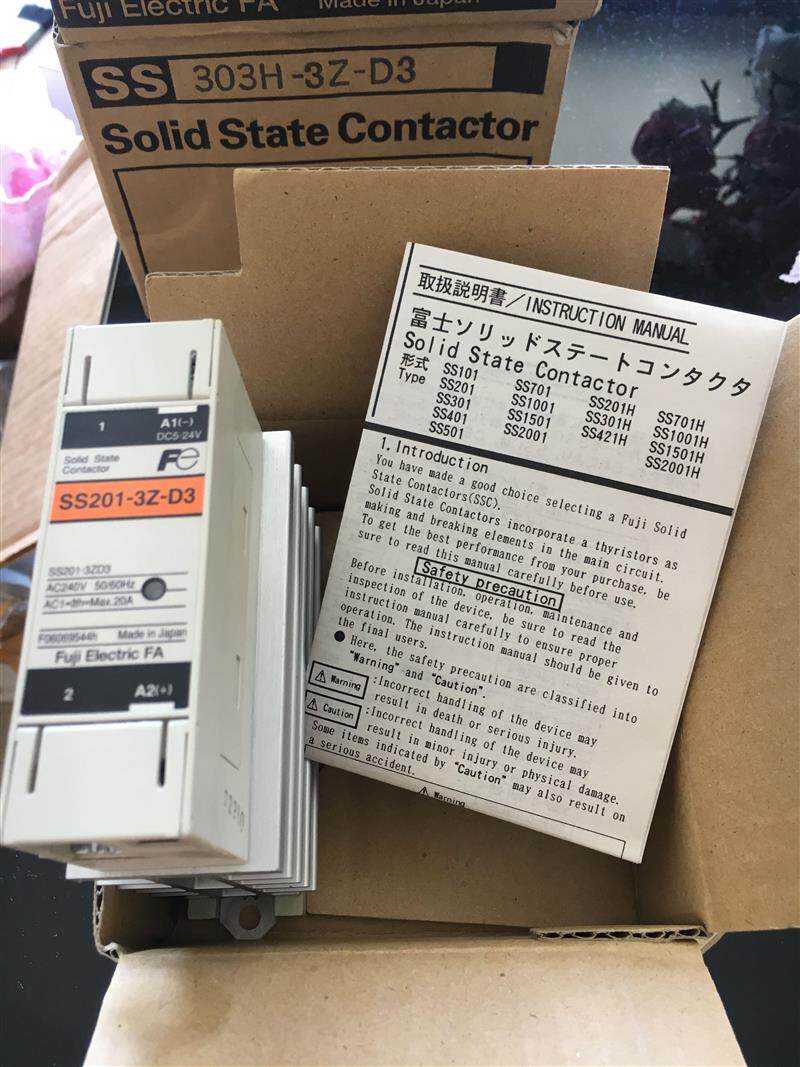 Fuji Electric FA Made in Japan
SS 303H-3Z-D3
Solid State Contactor
取扱説明書/INSTRUCTION MANUAL
富士ソリッドステートコンタクタ
Solid State Contactor
形式
Type
SS101
SS201
SS301
SS401
SS501
SS701
SS1001
SS1501
SS2001
SS201H
SS301H
SS421H
SS701H
SS1001H
SS1501H
SS2001H
1. Introduction
You have made a good choice selecting a Fuji Solid
State Contactors(SSC).
Solid State Contactors incorporate a thyristors as
making and breaking elements in the main circuit.
To get the best performance from your purchase, be
sure to read this manual carefully before use.
Safety precaution
Before installation, operation, maintenance and
inspection of the device, be sure to read the
instruction manual carefully to ensure proper
operation. The instruction manual should be given to
the final users.
● Here, the safety precaution are classified into
"Warning" and "Caution".
⚠ Warning :Incorrect handling of the device may
result in death or serious injury.
⚠ Caution :Incorrect handling of the device may
result in minor injury or physical damage.
Some items indicated by "Caution" may also result on
a serious accident.
⚠ Warning
1 A1(-)
DC5-24V
Solid State
Contactor
Fe
SS201-3Z-D3
SS201-3ZD3
AC240V 50/60Hz
AC1=Ith=Max.20A
F06069544h Made in Japan
Fuji Electric FA
2 A2(+)